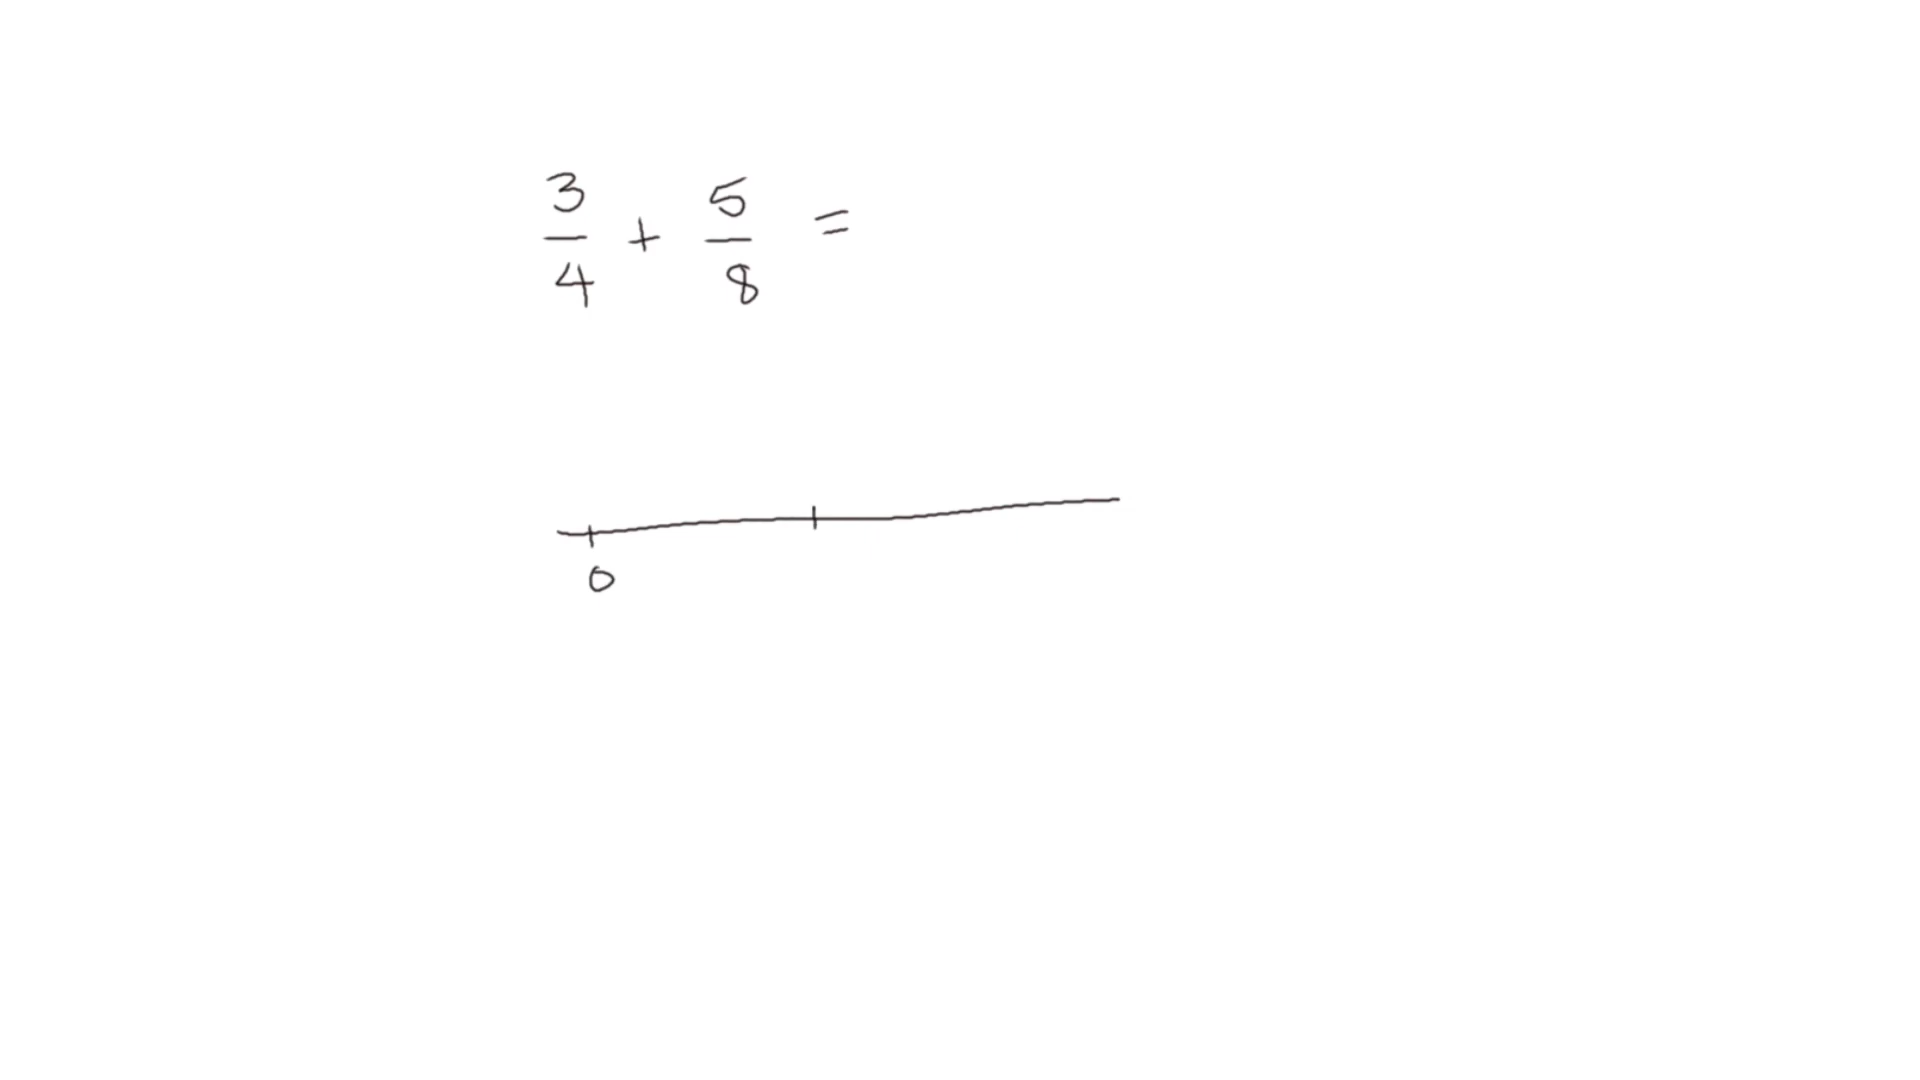 3/4 + 5/8 =
0